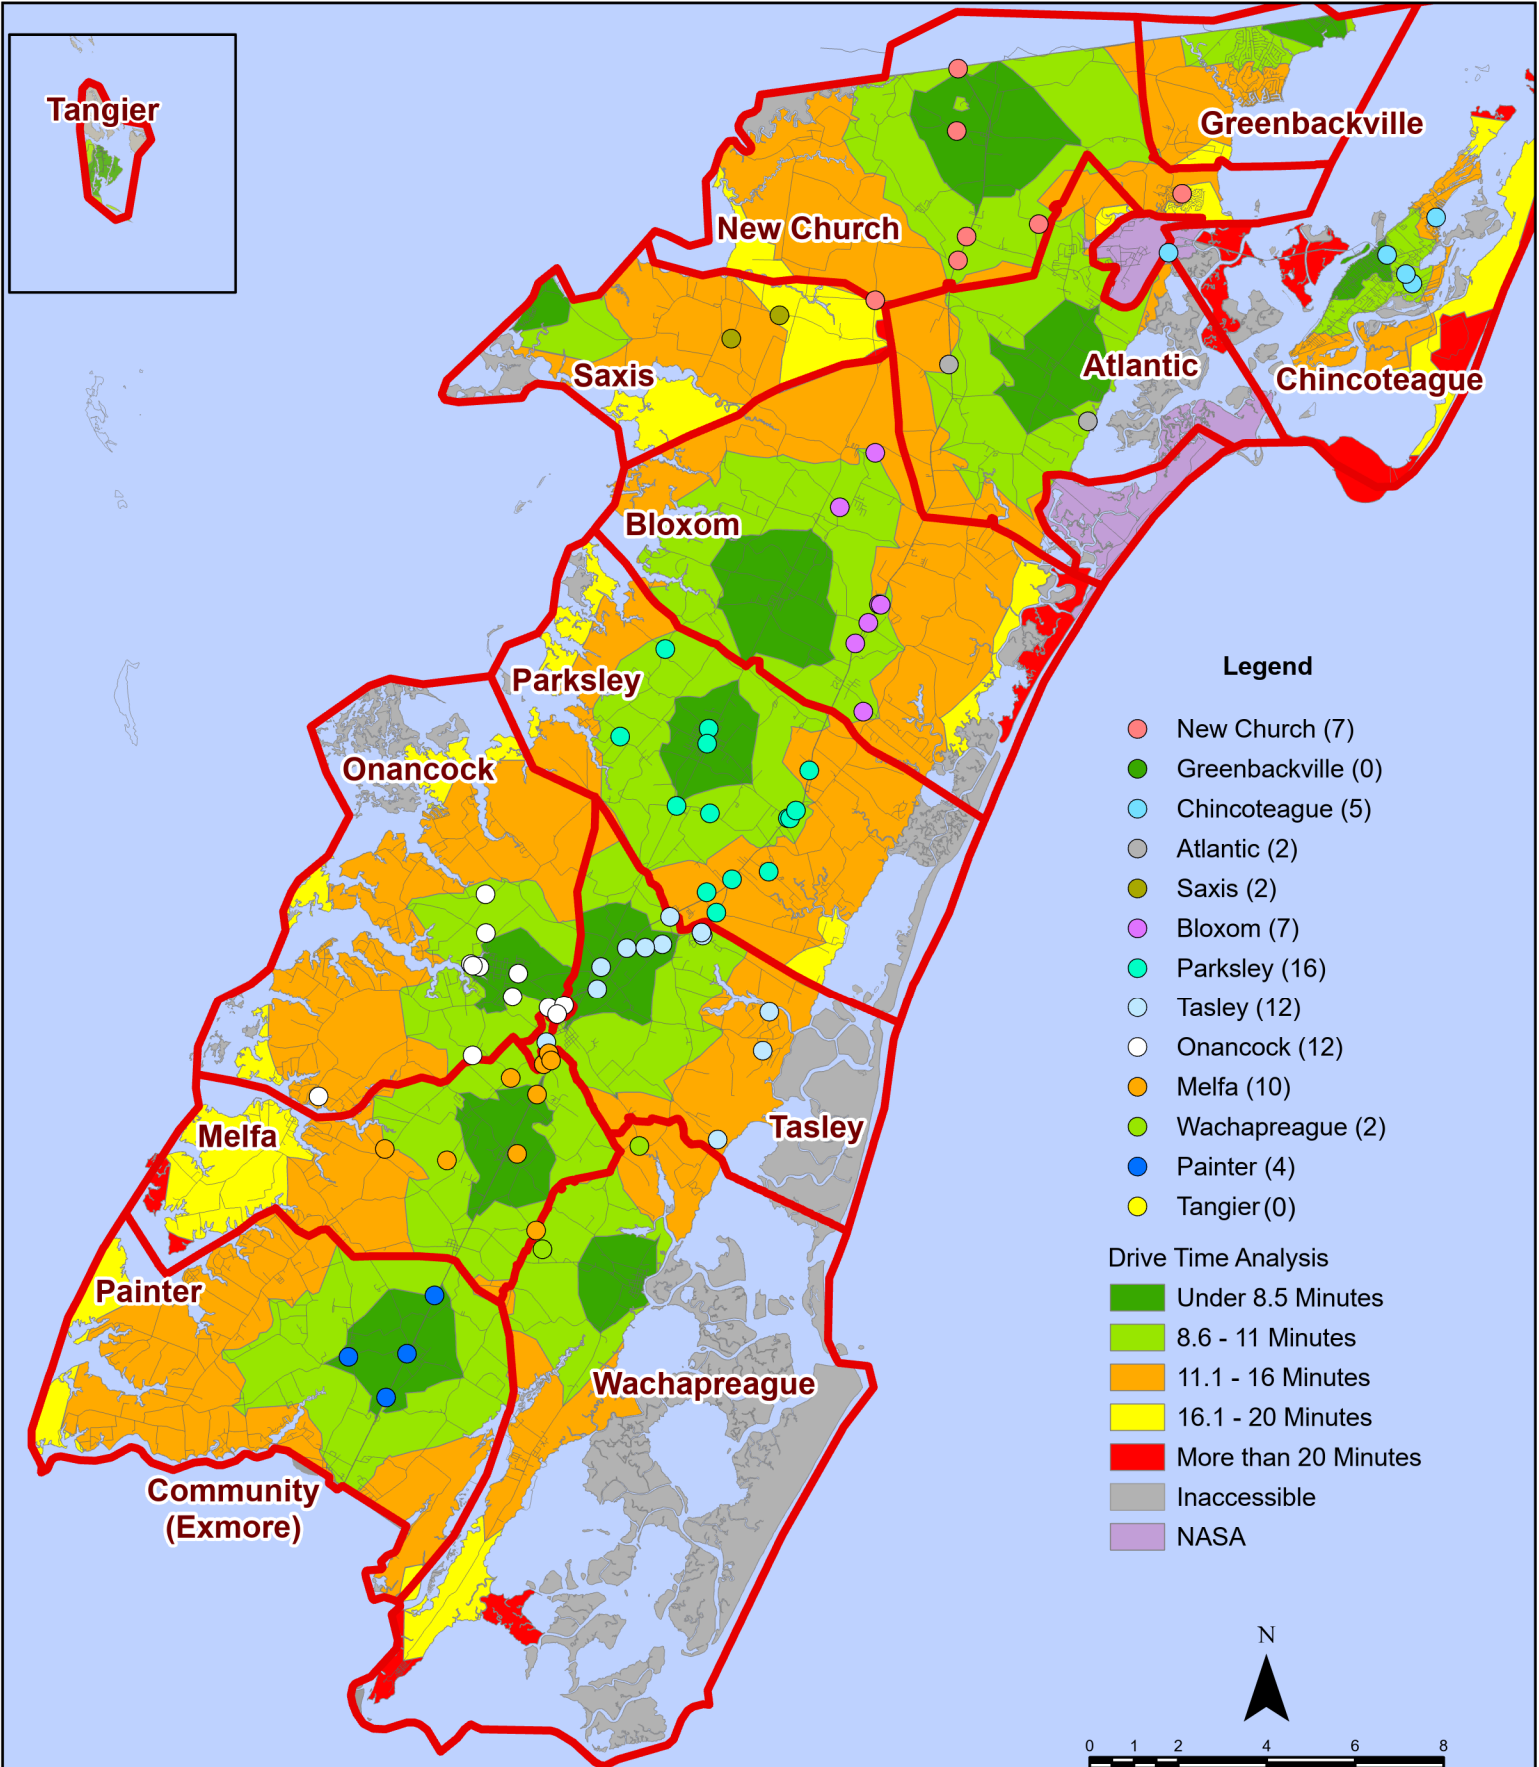 Tangier
Greenbackville
New Church
Atlantic
Saxis
Chincoteague
Bloxom
Parksley
Onancock
Tasley
Melfa
Painter
Wachapreague
Community
(Exmore)
Legend
New Church (7)
Greenbackville (0)
Chincoteague (5)
Atlantic (2)
Saxis (2)
Bloxom (7)
Parksley (16)
Tasley (12)
Onancock (12)
Melfa (10)
Wachapreague (2)
Painter (4)
Tangier (0)
Drive Time Analysis
Under 8.5 Minutes
8.6 - 11 Minutes
11.1 - 16 Minutes
16.1 - 20 Minutes
More than 20 Minutes
Inaccessible
NASA
N
0 1 2 4 6 8